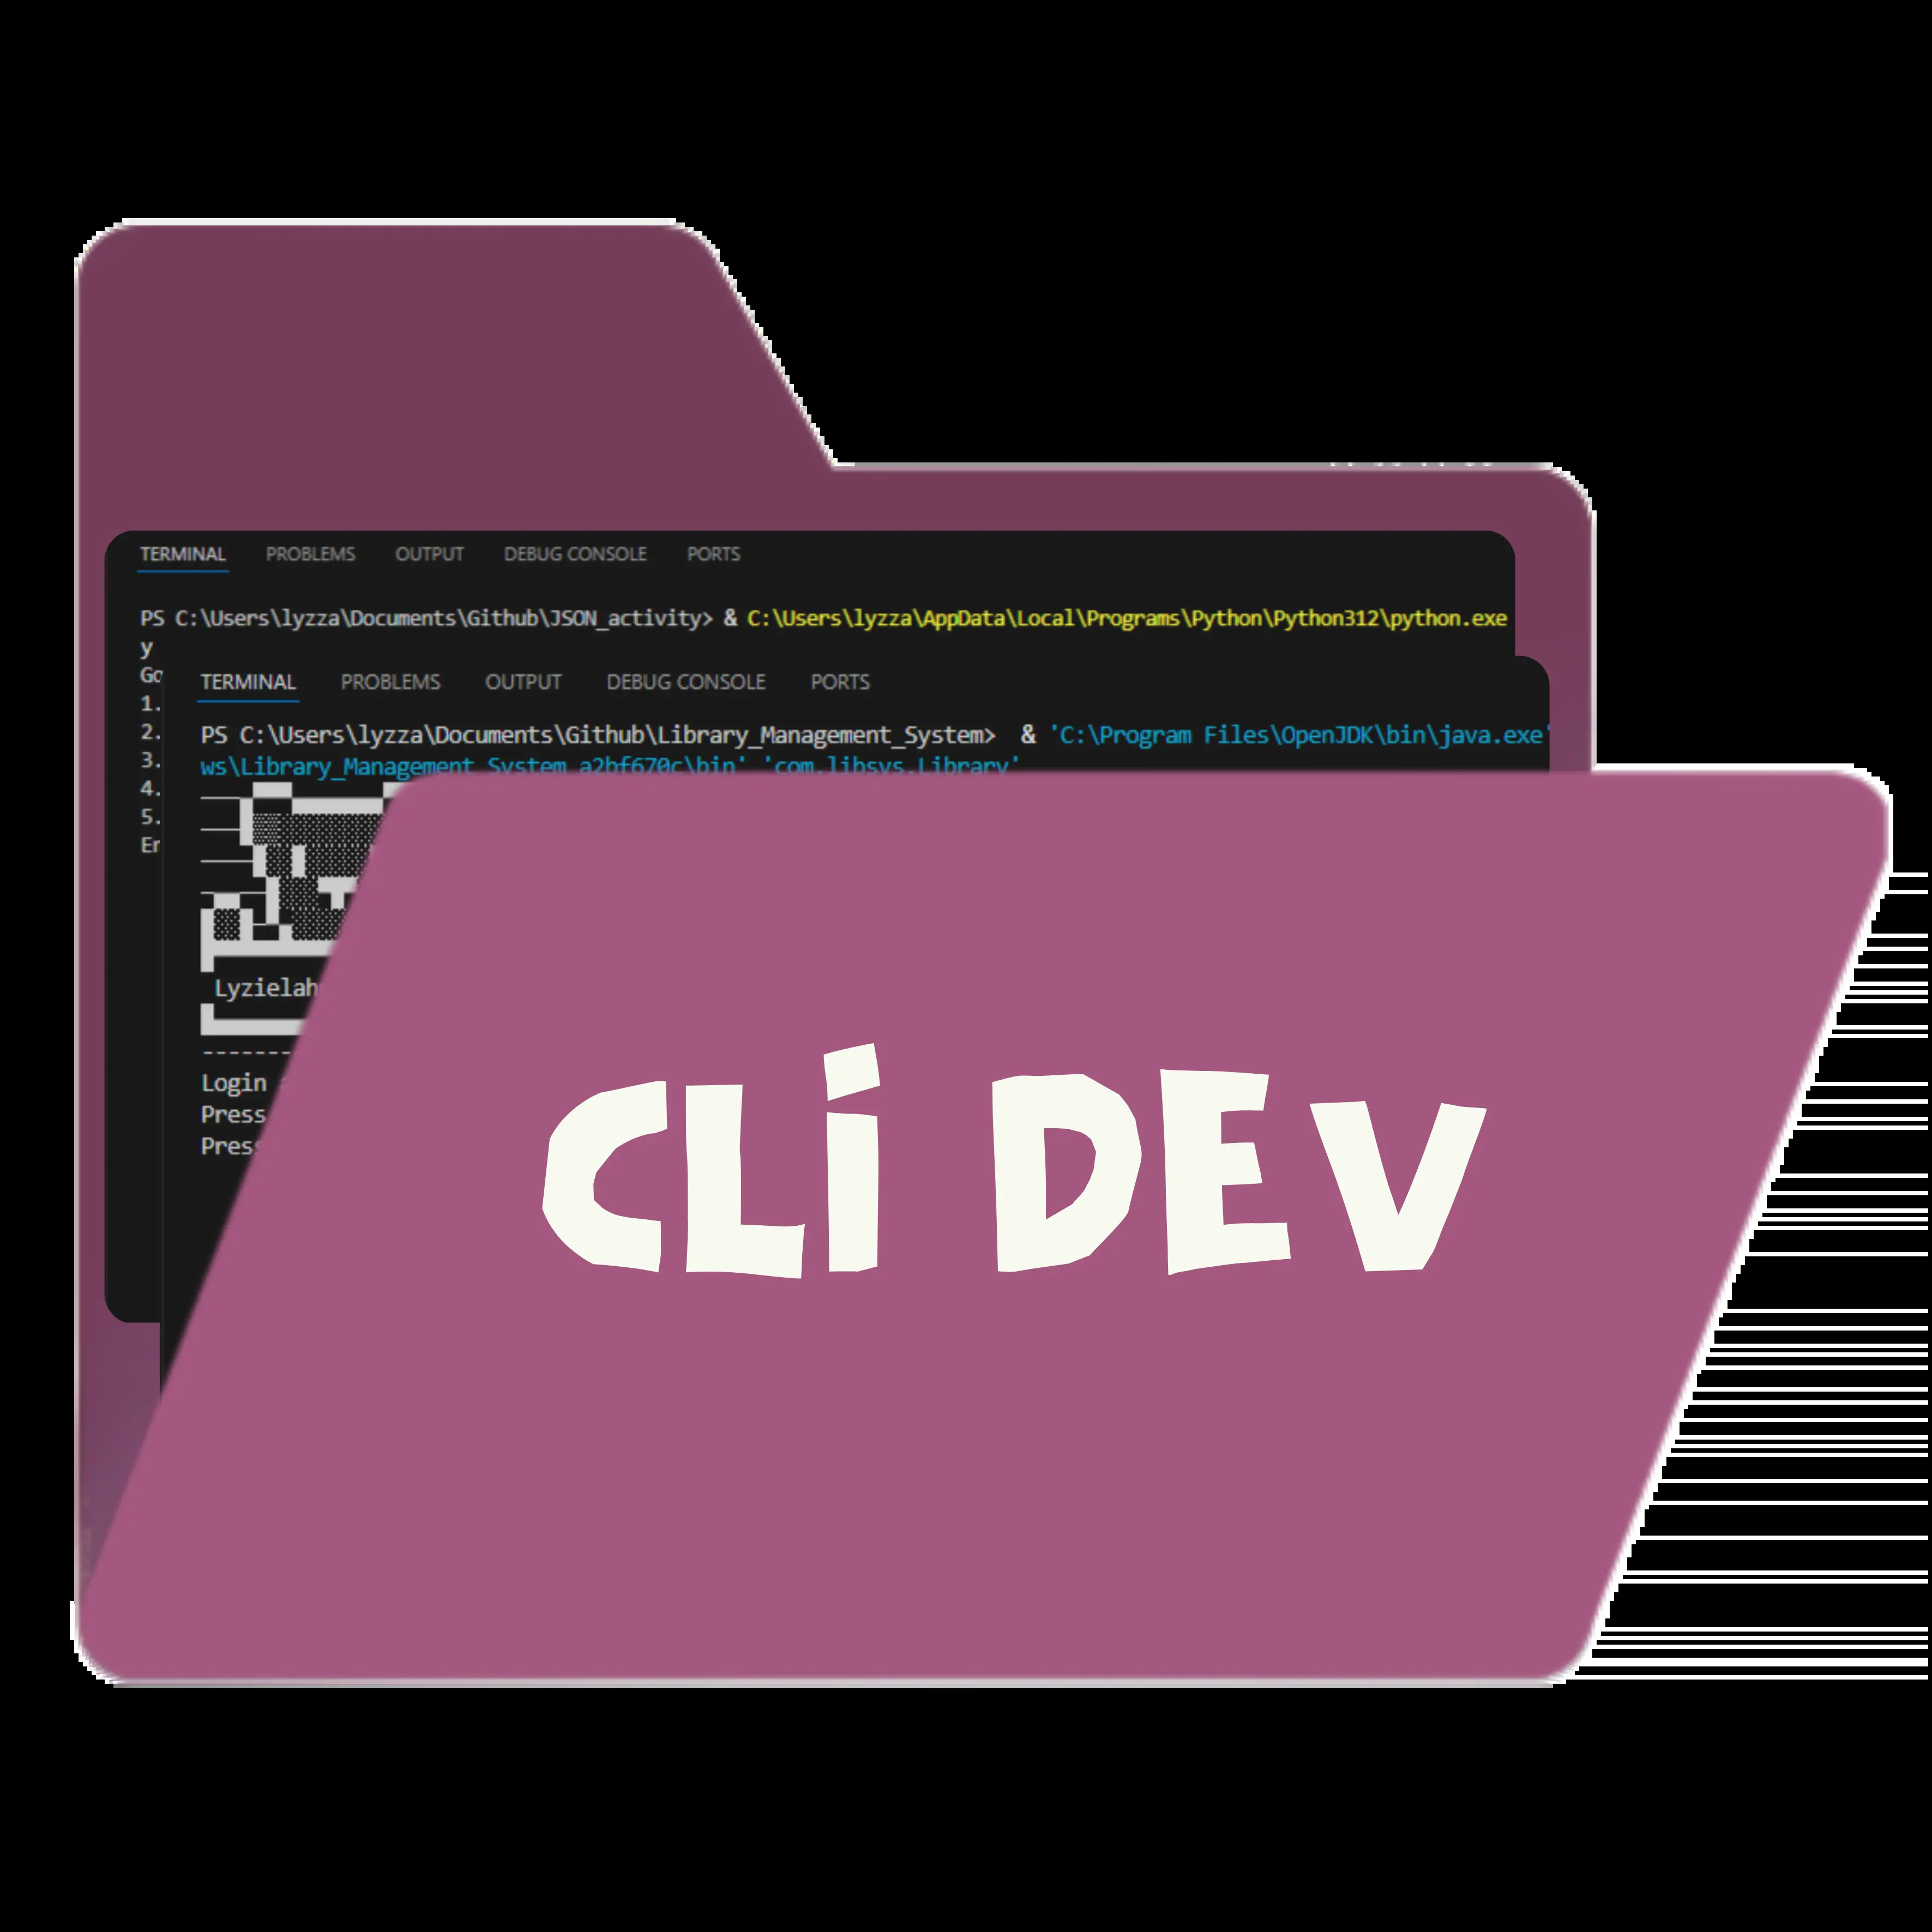 TERMINAL PROBLEMS OUTPUT DEBUG CONSOLE PORTS
PS C:\Users\lyzza\Documents\Github\JSON_activity> & C:\Users\lyzza\AppData\Local\Programs\Python\Python312\python.exe
y
Go
1.
2.
3.
4.
5.
En
TERMINAL PROBLEMS OUTPUT DEBUG CONSOLE PORTS
PS C:\Users\lyzza\Documents\Github\Library_Management_System> & 'C:\Program Files\OpenJDK\bin\java.exe'
ws\Library_Management_System_a2bf670c\bin' 'com.libsys.Library'
Lyzielah
-------
Login
Press
Press
CLi DEV